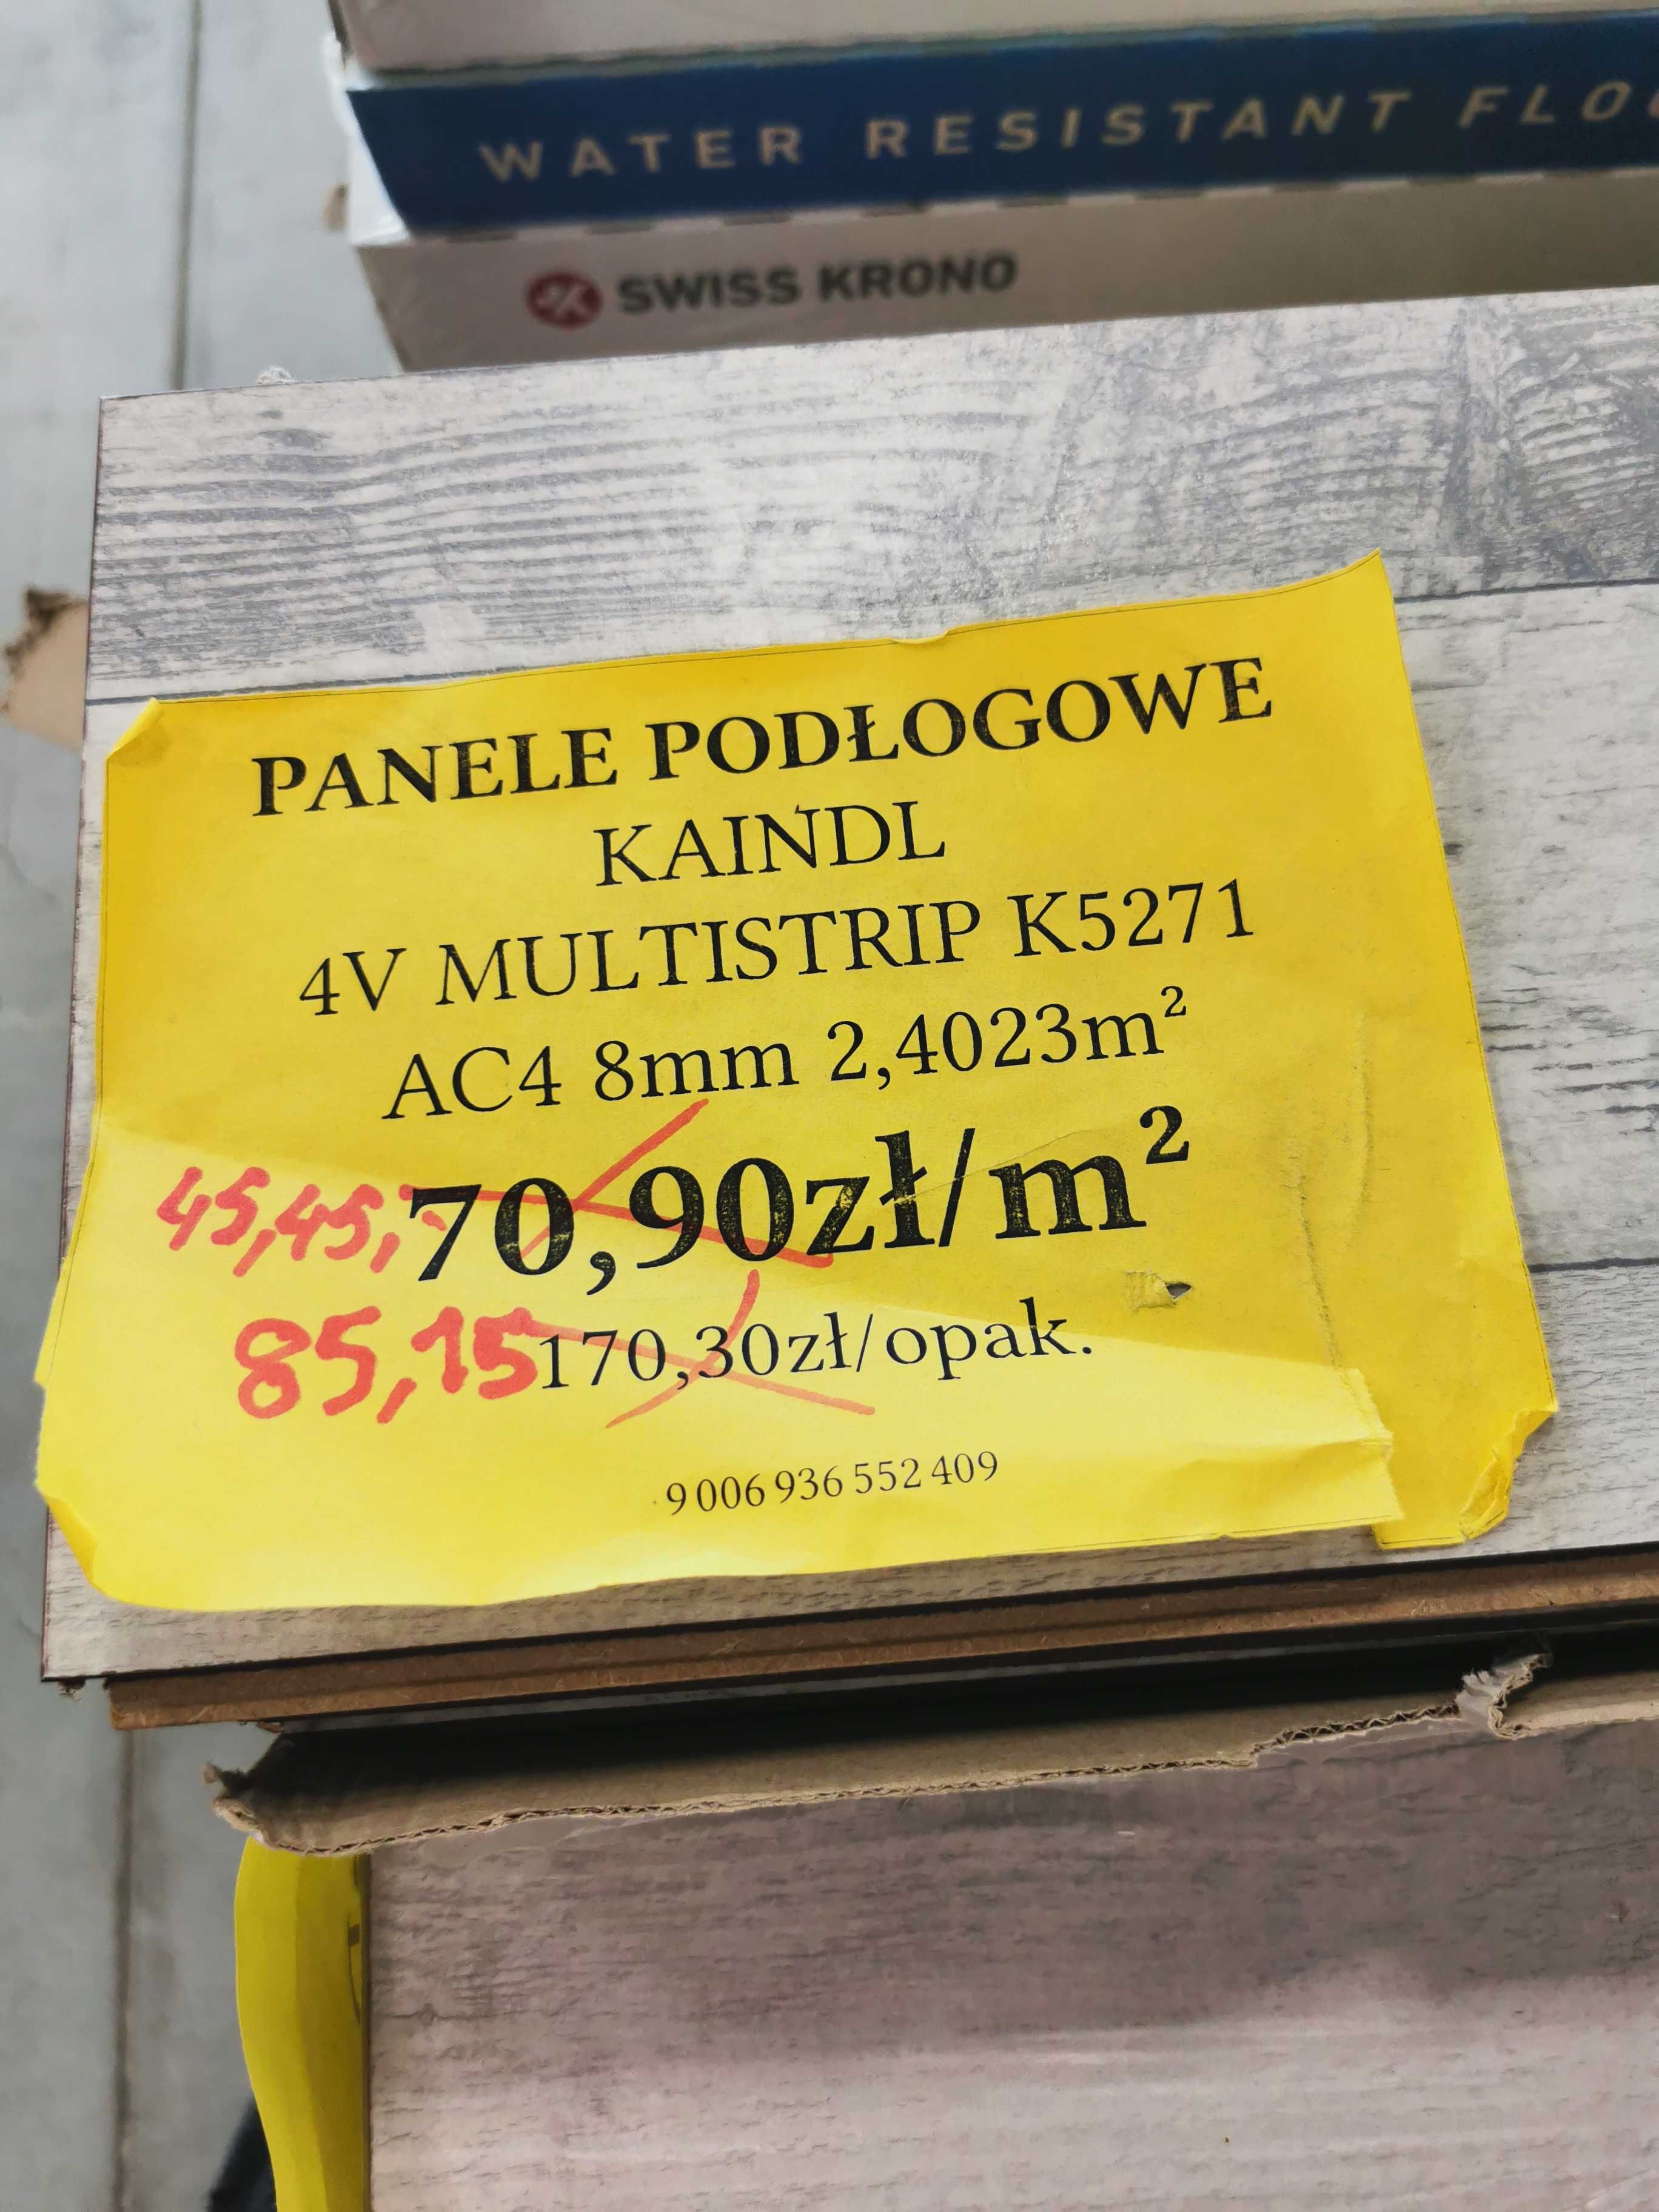 WATER RESISTANT FLOO
SWISS KRONO
PANELE PODŁOGOWE
KAINDL
4V MULTISTRIP K5271
AC4 8mm 2,4023m²
45,45,- 70,90zł/m²
85,15 170,30zł/opak.
9 006 936 552 409